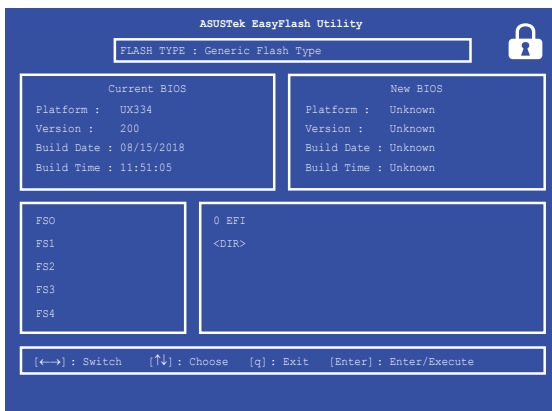 ASUSTek EasyFlash Utility
FLASH TYPE : Generic Flash Type
Current BIOS
Platform : UX334
Version : 200
Build Date : 08/15/2018
Build Time : 11:51:05
New BIOS
Platform : Unknown
Version : Unknown
Build Date : Unknown
Build Time : Unknown
FSO
FS1
FS2
FS3
FS4
0 EFI
<DIR>
[←→] : Switch [↑↓] : Choose [q] : Exit [Enter] : Enter/Execute